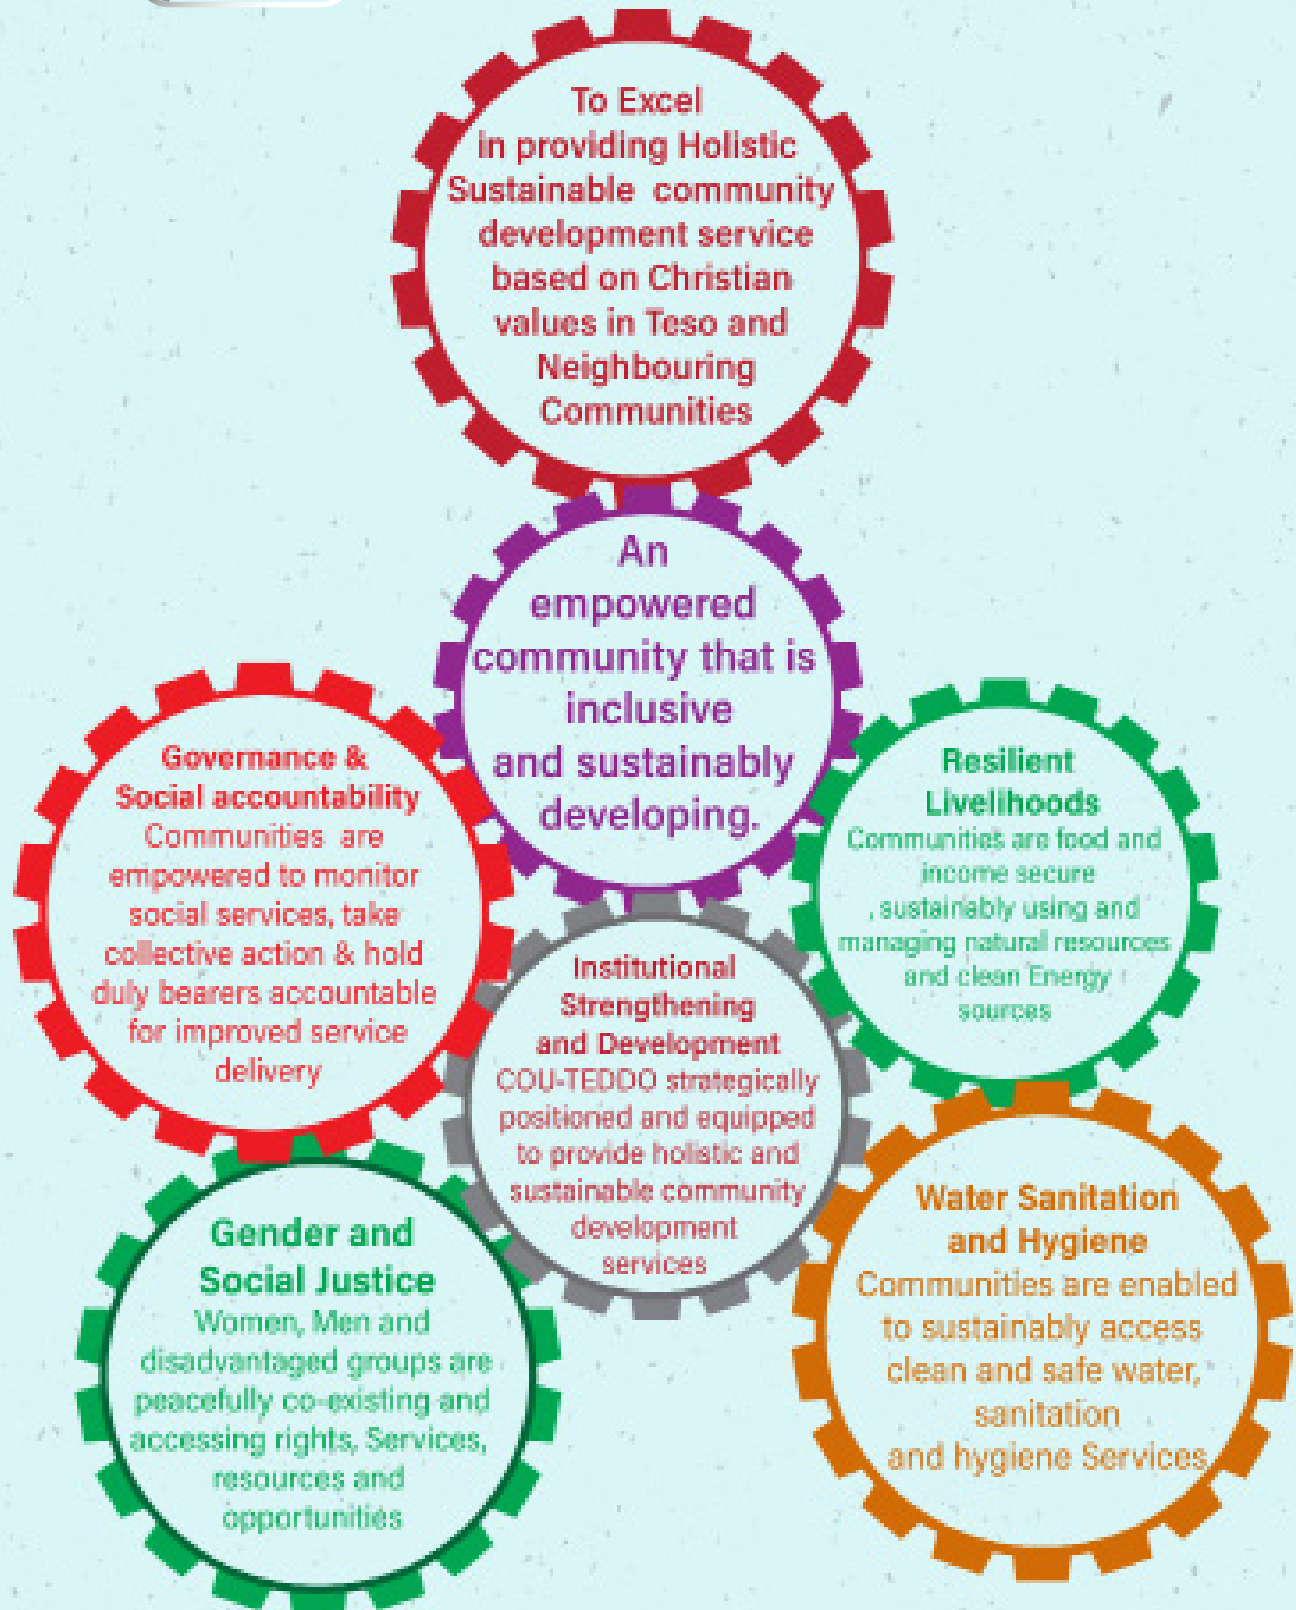 To Excel
in providing Holistic
Sustainable community
development service
based on Christian
values in Teso and
Neighbouring
Communities
An
empowered
community that is
inclusive
and sustainably
developing.
Governance &
Social accountability
Communities are
empowered to monitor
social services, take
collective action & hold
duly bearers accountable
for improved service
delivery
Resilient
Livelihoods
Communities are food and
income secure
, sustainably using and
managing natural resources
and clean Energy
sources
Institutional
Strengthening
and Development
COU-TEDDO strategically
positioned and equipped
to provide holistic and
sustainable community
development
services
Gender and
Social Justice
Women, Men and
disadvantaged groups are
peacefully co-existing and
accessing rights, Services,
resources and
opportunities
Water Sanitation
and Hygiene
Communities are enabled
to sustainably access
clean and safe water,
sanitation
and hygiene Services